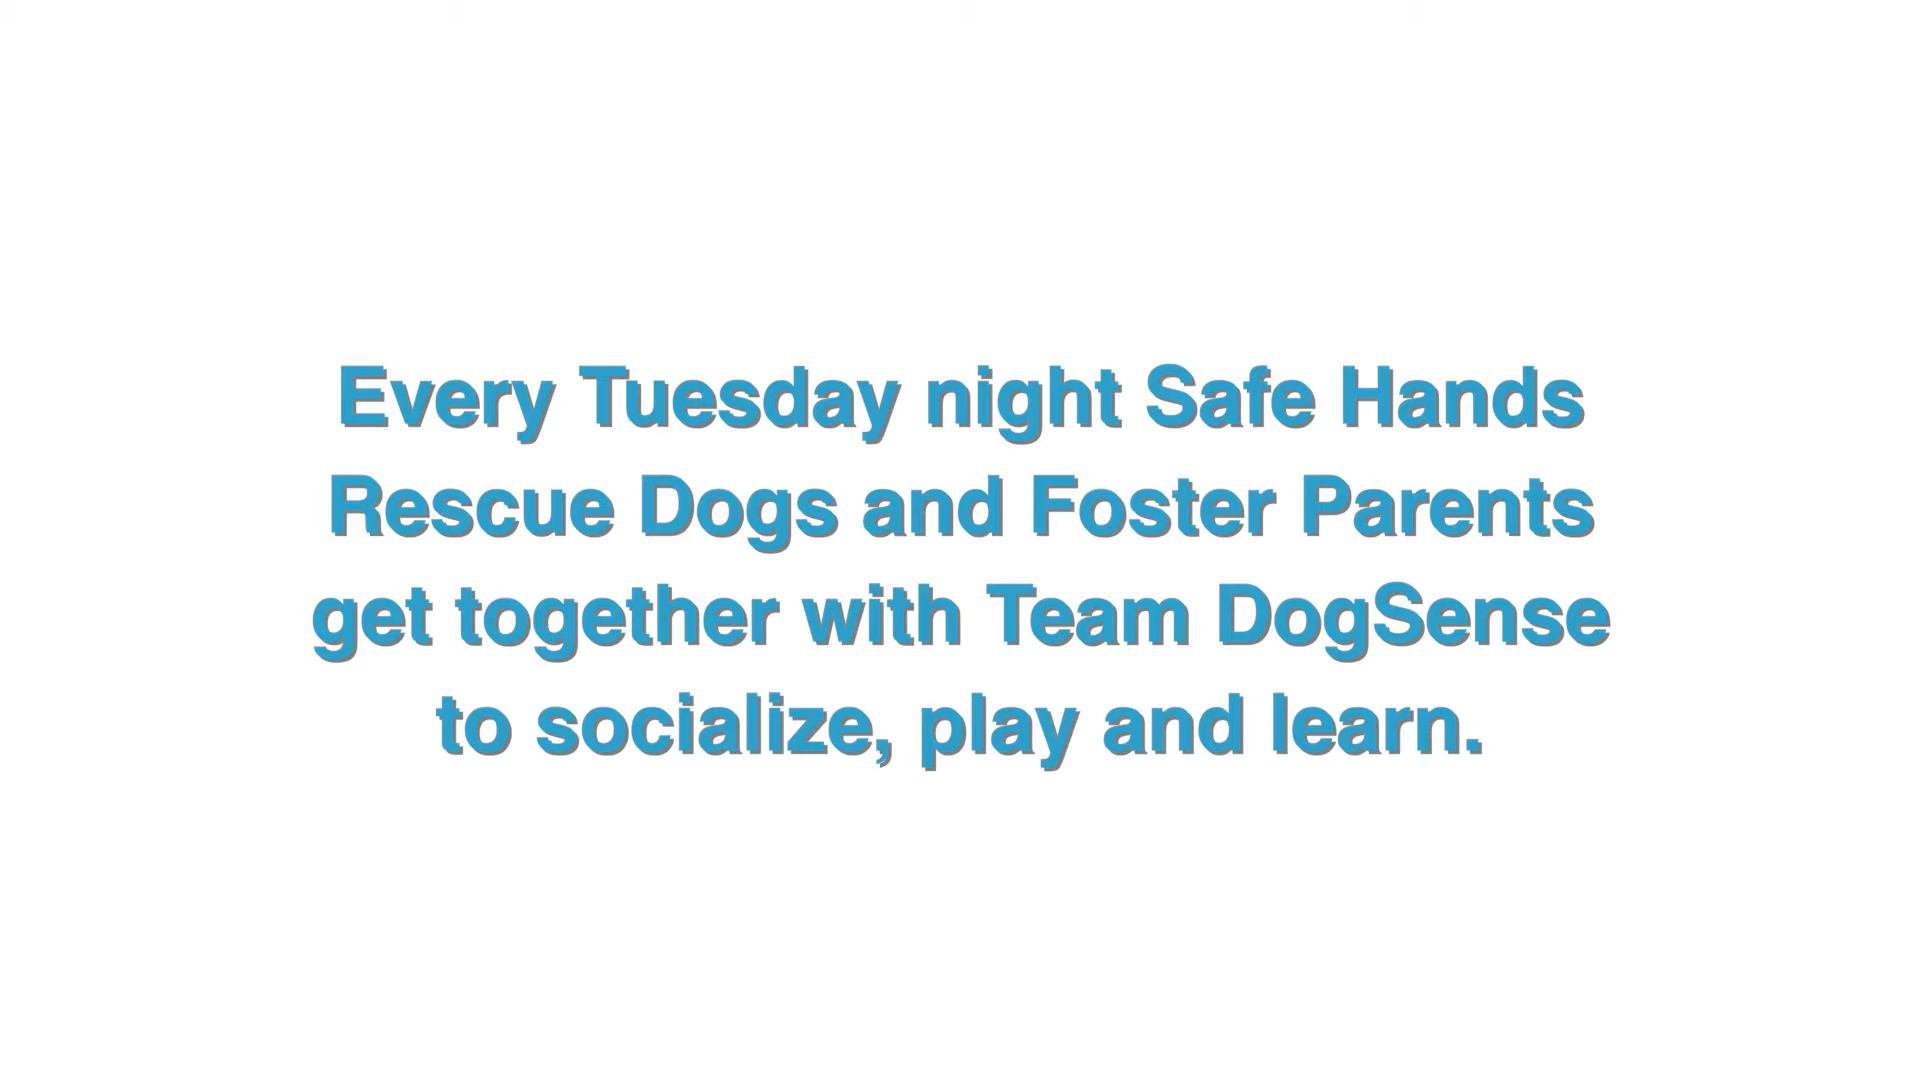 Every Tuesday night Safe Hands
Rescue Dogs and Foster Parents
get together with Team DogSense
to socialize, play and learn.